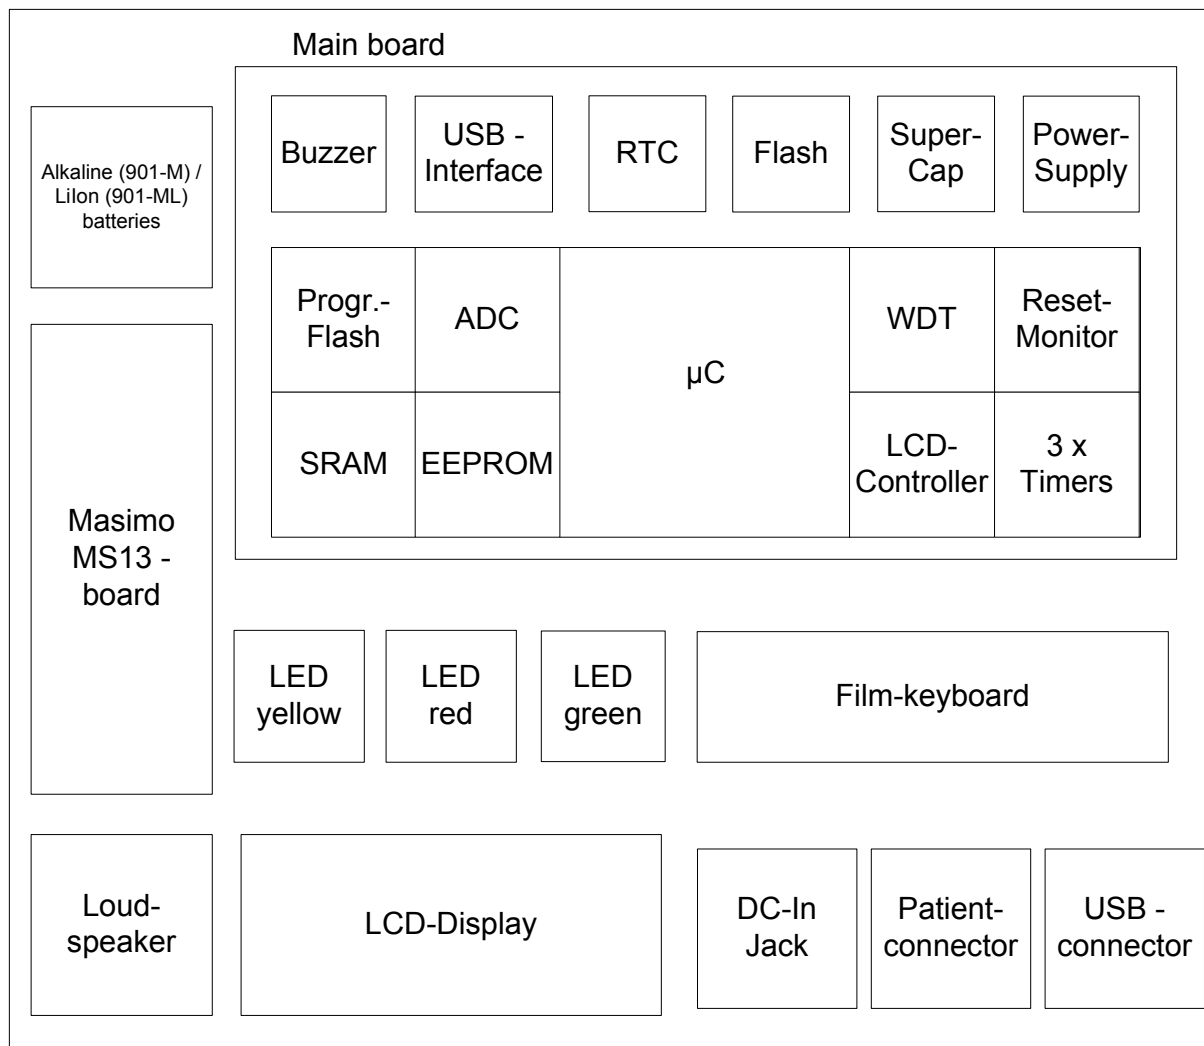 Main board
Alkaline (901-M) /
LiIon (901-ML)
batteries
Buzzer
USB -
Interface
RTC
Flash
Super-
Cap
Power-
Supply
Progr.-
Flash
ADC
µC
WDT
Reset-
Monitor
SRAM
EEPROM
LCD-
Controller
3 x
Timers
Masimo
MS13 -
board
LED
yellow
LED
red
LED
green
Film-keyboard
Loud-
speaker
LCD-Display
DC-In
Jack
Patient-
connector
USB -
connector